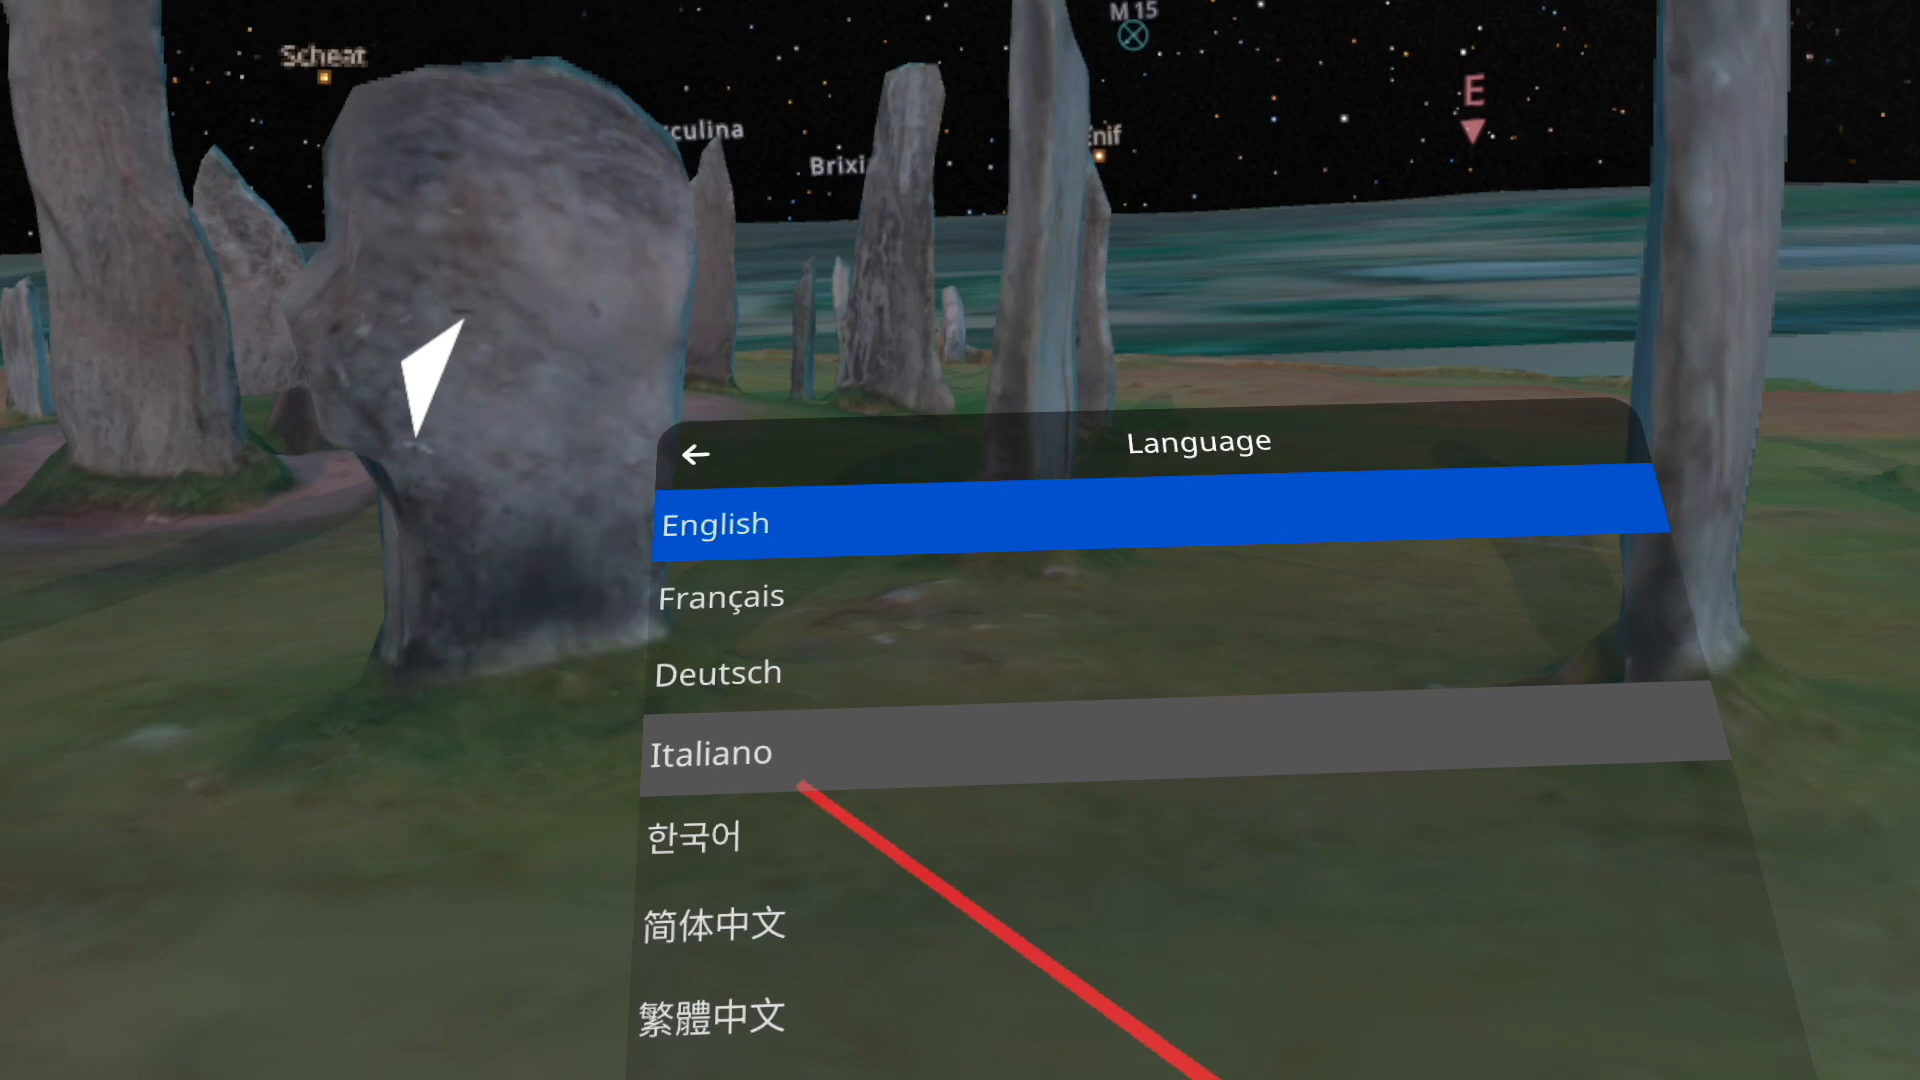 M 15
Scheat
E
culina
Enif
Brixi
Language
English
Français
Deutsch
Italiano
한국어
简体中文
繁體中文